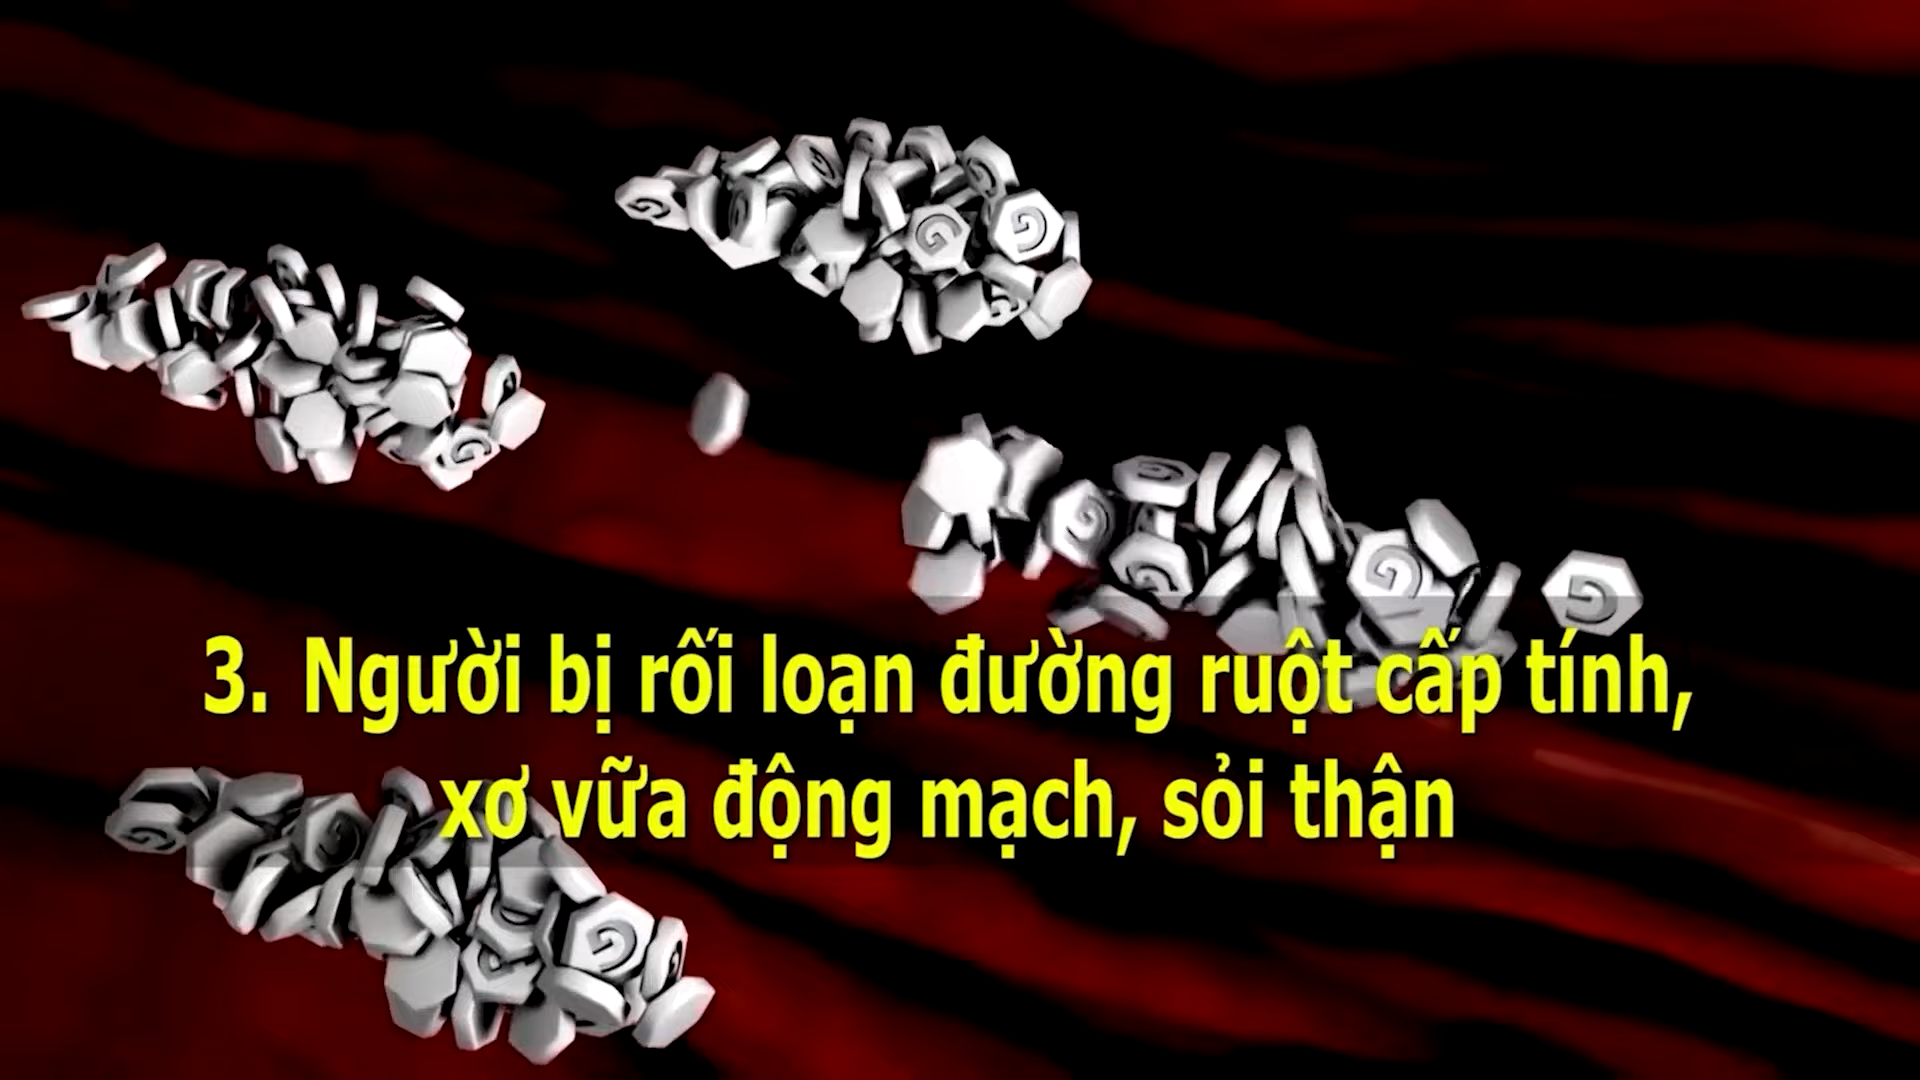 3. Người bị rối loạn đường ruột cấp tính,
xơ vữa động mạch, sỏi thận